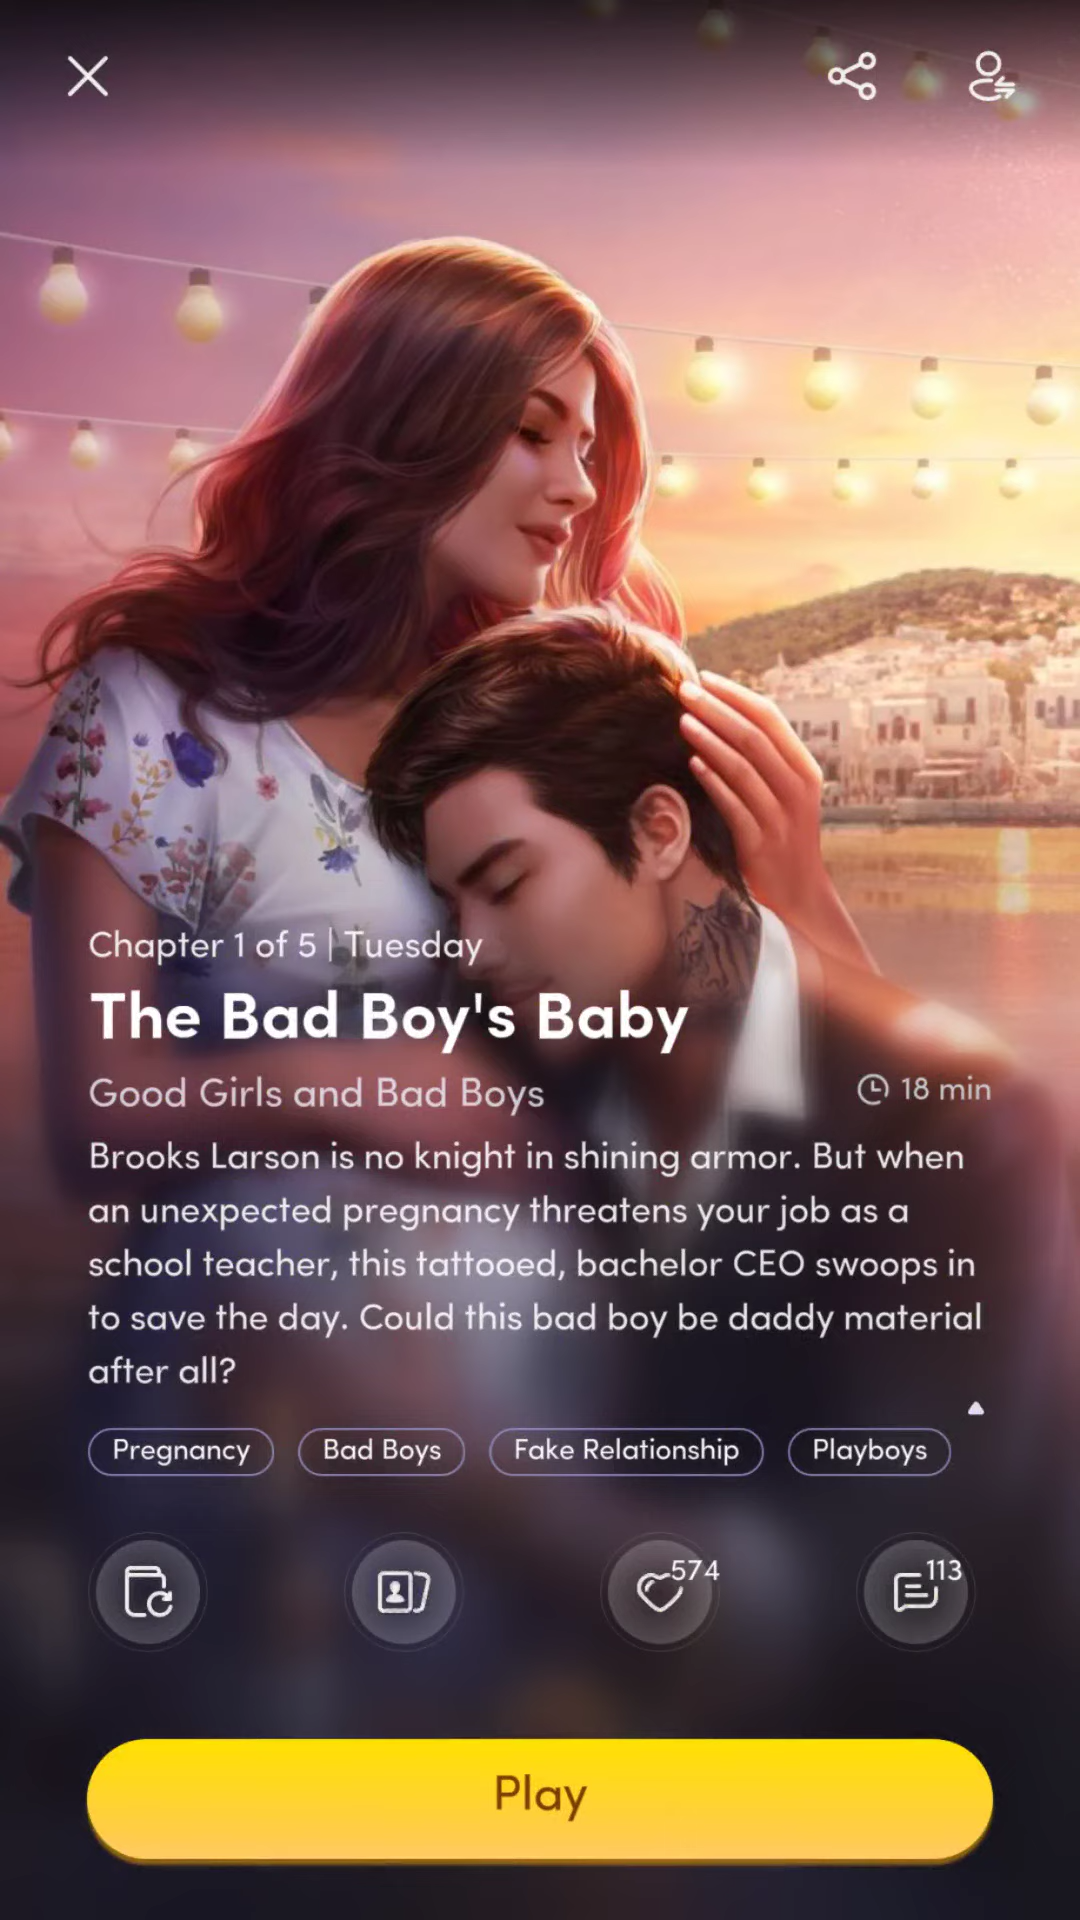 Chapter 1 of 5 | Tuesday
The Bad Boy's Baby
Good Girls and Bad Boys
18 min
Brooks Larson is no knight in shining armor. But when
an unexpected pregnancy threatens your job as a
school teacher, this tattooed, bachelor CEO swoops in
to save the day. Could this bad boy be daddy material
after all?
Pregnancy
Bad Boys
Fake Relationship
Playboys
574
113
Play